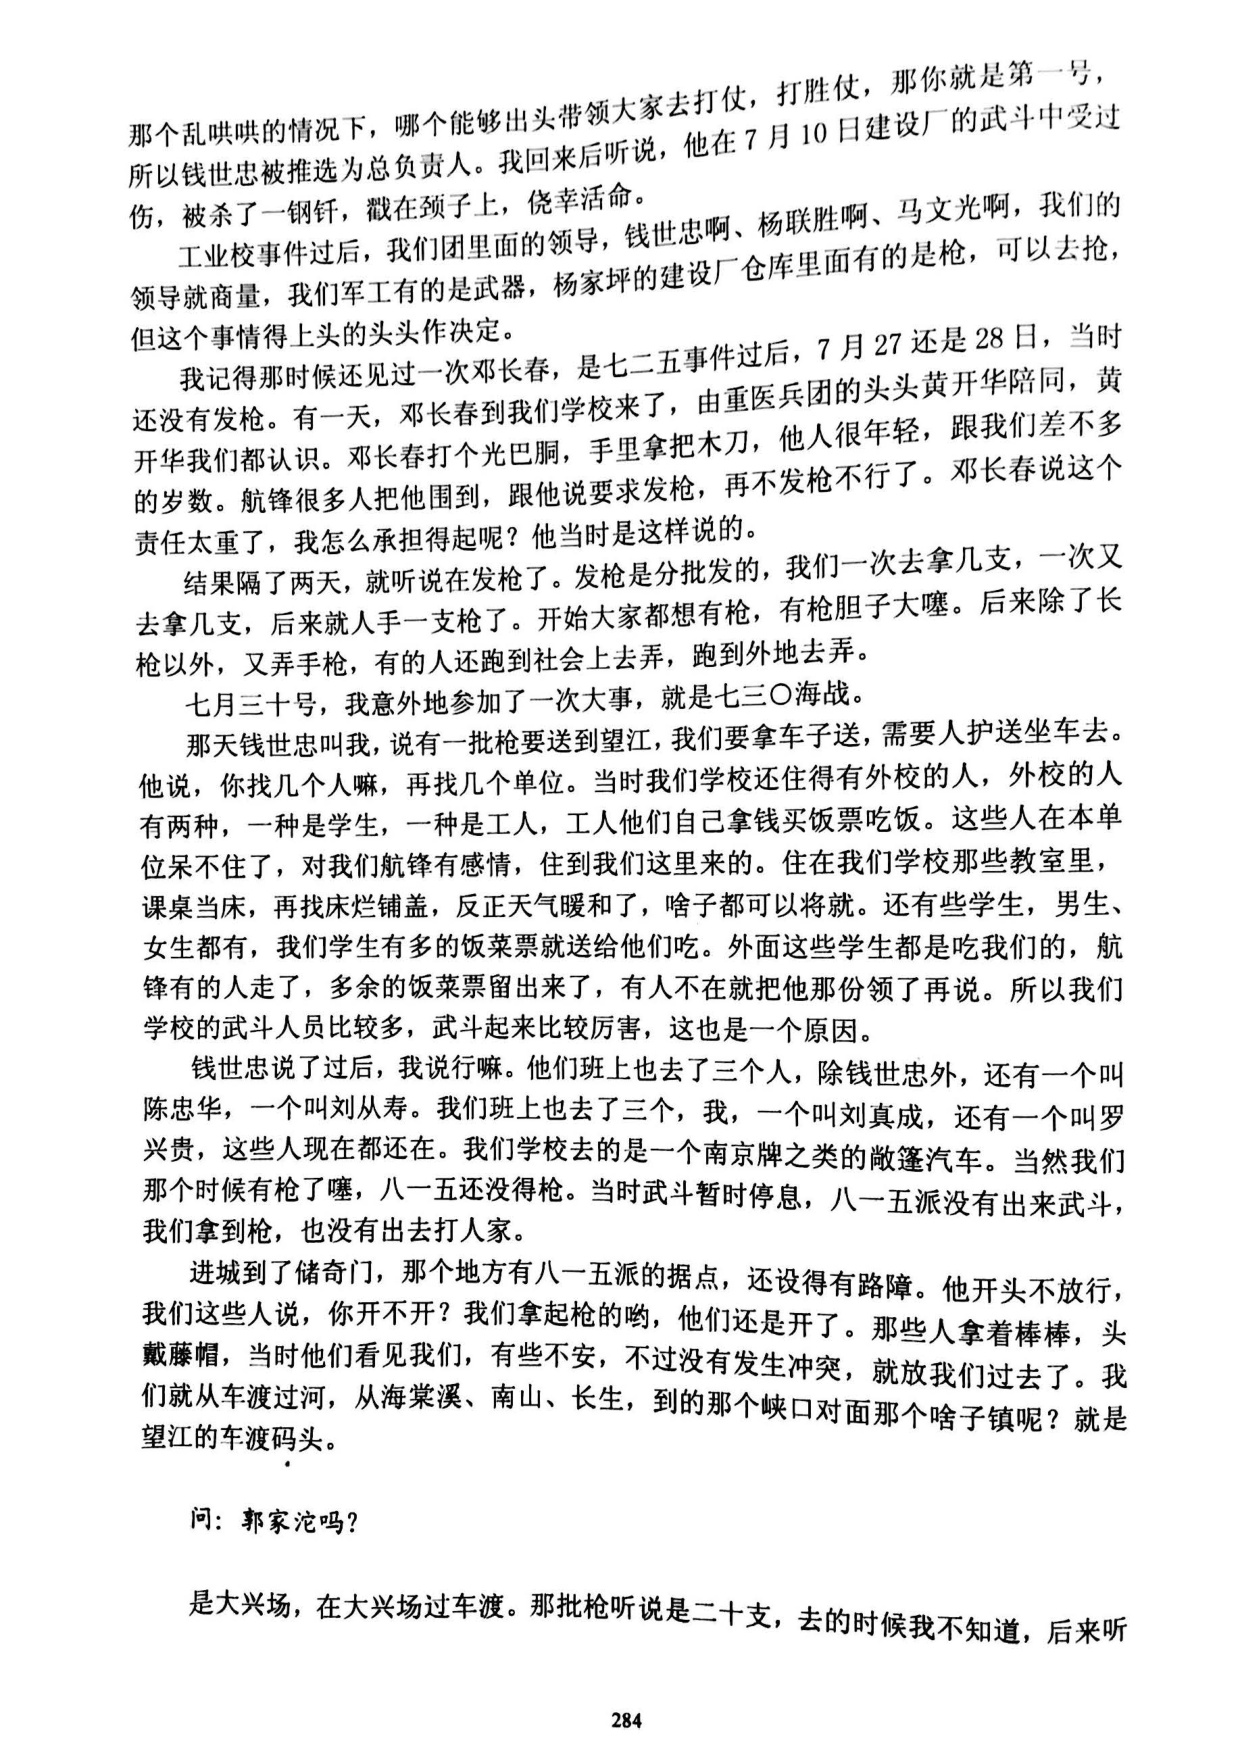 那个乱哄哄的情况下，哪个能够出头带领大家去打仗，打胜仗，那你就是第一号，
所以钱世忠被推选为总负责人。我回来后听说，他在7月10日建设厂的武斗中受过
伤，被杀了一钢钎，戳在颈子上，侥幸活命。
工业校事件过后，我们团里面的领导，钱世忠啊、杨联胜啊、马文光啊，我们的
领导就商量，我们军工有的是武器，杨家坪的建设厂仓库里面有的是枪，可以去抢，
但这个事情得上头的头头作决定。
我记得那时候还见过一次邓长春，是七二五事件过后，7月27还是28日，当时
还没有发枪。有一天，邓长春到我们学校来了，由重医兵团的头头黄开华陪同，黄
开华我们都认识。邓长春打个光巴胴，手里拿把木刀，他人很年轻，跟我们差不多
的岁数。航锋很多人把他围到，跟他说要求发枪，再不发枪不行了。邓长春说这个
责任太重了，我怎么承担得起呢？他当时是这样说的。
结果隔了两天，就听说在发枪了。发枪是分批发的，我们一次去拿几支，一次又
去拿几支，后来就人手一支枪了。开始大家都想有枪，有枪胆子大噻。后来除了长
枪以外，又弄手枪，有的人还跑到社会上去弄，跑到外地去弄。
七月三十号，我意外地参加了一次大事，就是七三〇海战。
那天钱世忠叫我，说有一批枪要送到望江，我们要拿车子送，需要人护送坐车去。
他说，你找几个人嘛，再找几个单位。当时我们学校还住得有外校的人，外校的人
有两种，一种是学生，一种是工人，工人他们自己拿钱买饭票吃饭。这些人在本单
位呆不住了，对我们航锋有感情，住到我们这里来的。住在我们学校那些教室里，
课桌当床，再找床烂铺盖，反正天气暖和了，啥子都可以将就。还有些学生，男生、
女生都有，我们学生有多的饭菜票就送给他们吃。外面这些学生都是吃我们的，航
锋有的人走了，多余的饭菜票留出来了，有人不在就把他那份领了再说。所以我们
学校的武斗人员比较多，武斗起来比较厉害，这也是一个原因。
钱世忠说了过后，我说行嘛。他们班上也去了三个人，除钱世忠外，还有一个叫
陈忠华，一个叫刘从寿。我们班上也去了三个，我，一个叫刘真成，还有一个叫罗
兴贵，这些人现在都还在。我们学校去的是一个南京牌之类的敞篷汽车。当然我们
那个时候有枪了噻，八一五还没得枪。当时武斗暂时停息，八一五派没有出来武斗，
我们拿到枪，也没有出去打人家。
进城到了储奇门，那个地方有八一五派的据点，还设得有路障。他开头不放行，
我们这些人说，你开不开？我们拿起枪的哟，他们还是开了。那些人拿着棒棒，头
戴藤帽，当时他们看见我们，有些不安，不过没有发生冲突，就放我们过去了。我
们就从车渡过河，从海棠溪、南山、长生，到的那个峡口对面那个啥子镇呢？就是
望江的车渡码头。
问：郭家沱吗？
是大兴场，在大兴场过车渡。那批枪听说是二十支，去的时候我不知道，后来听
284